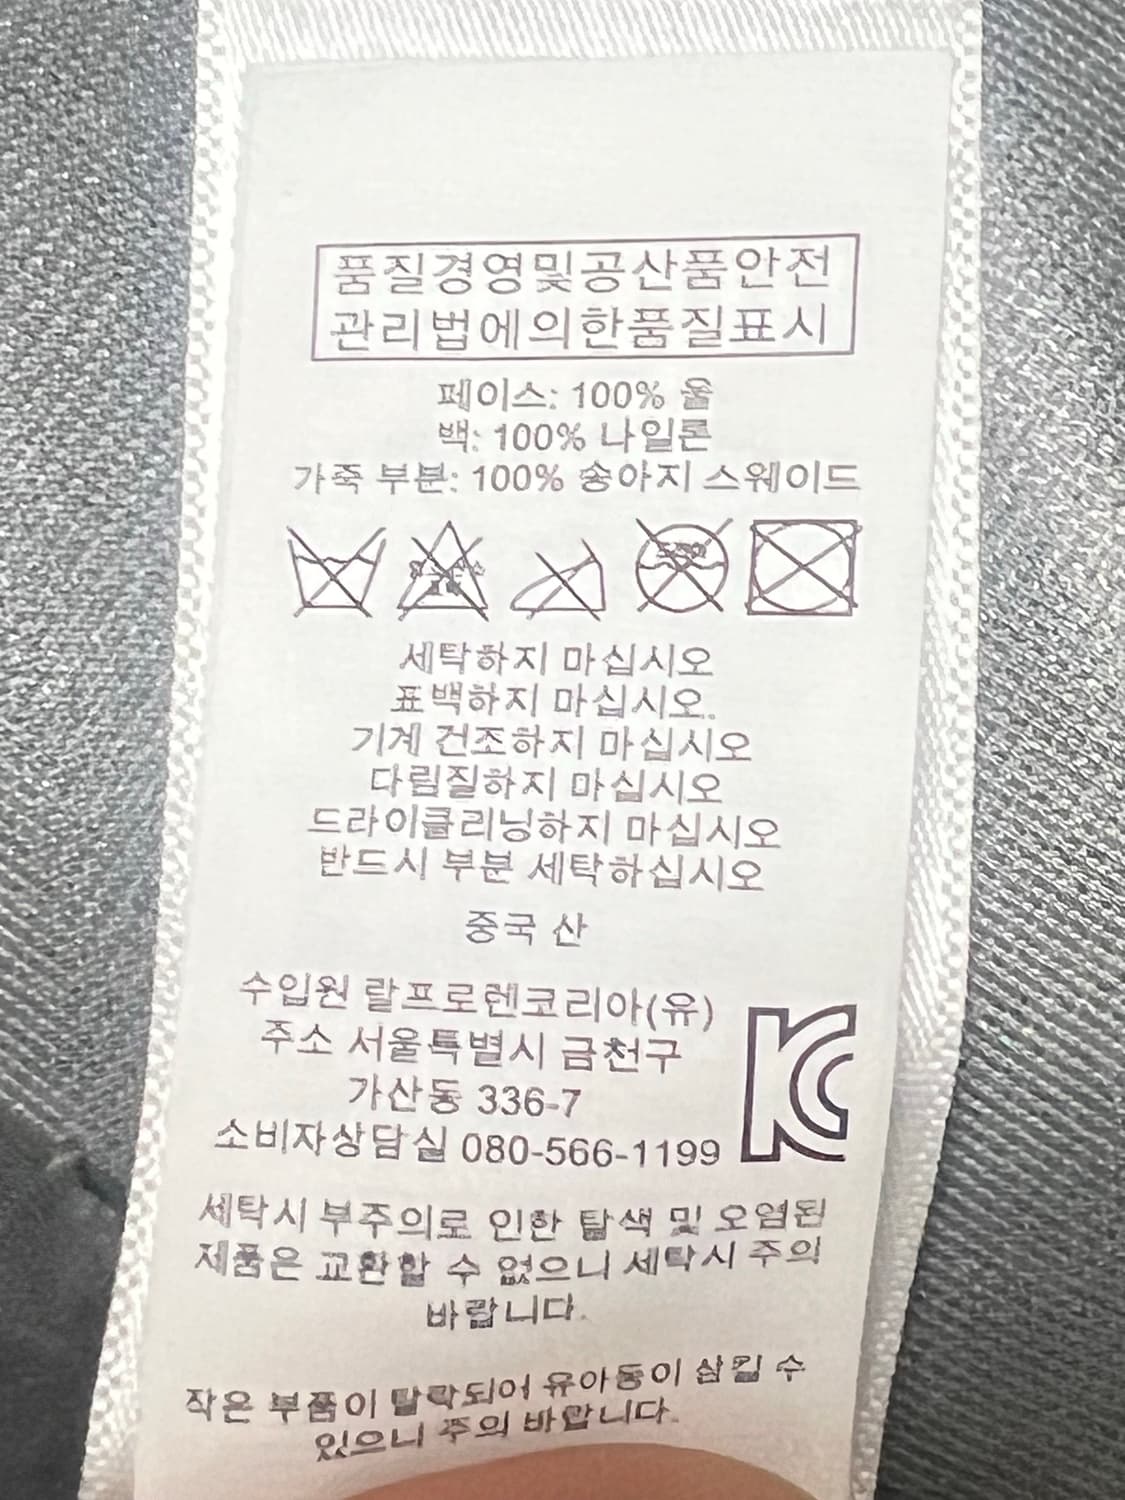 품질경영및공산품안전
관리법에의한품질표시
페이스: 100% 울
백: 100% 나일론
가죽 부분: 100% 송아지 스웨이드
세탁하지 마십시오
표백하지 마십시오.
기계 건조하지 마십시오
다림질하지 마십시오
드라이클리닝하지 마십시오
반드시 부분 세탁하십시오
중국 산
수입원 랄프로렌코리아(유)
주소 서울특별시 금천구
가산동 336-7
소비자상담실 080-566-1199
KC
세탁시 부주의로 인한 탈색 및 오염된
제품은 교환할 수 없으니 세탁시 주의
바랍니다.
작은 부품이 탈락되어 유아동이 삼킬 수
있으니 주의 바랍니다.